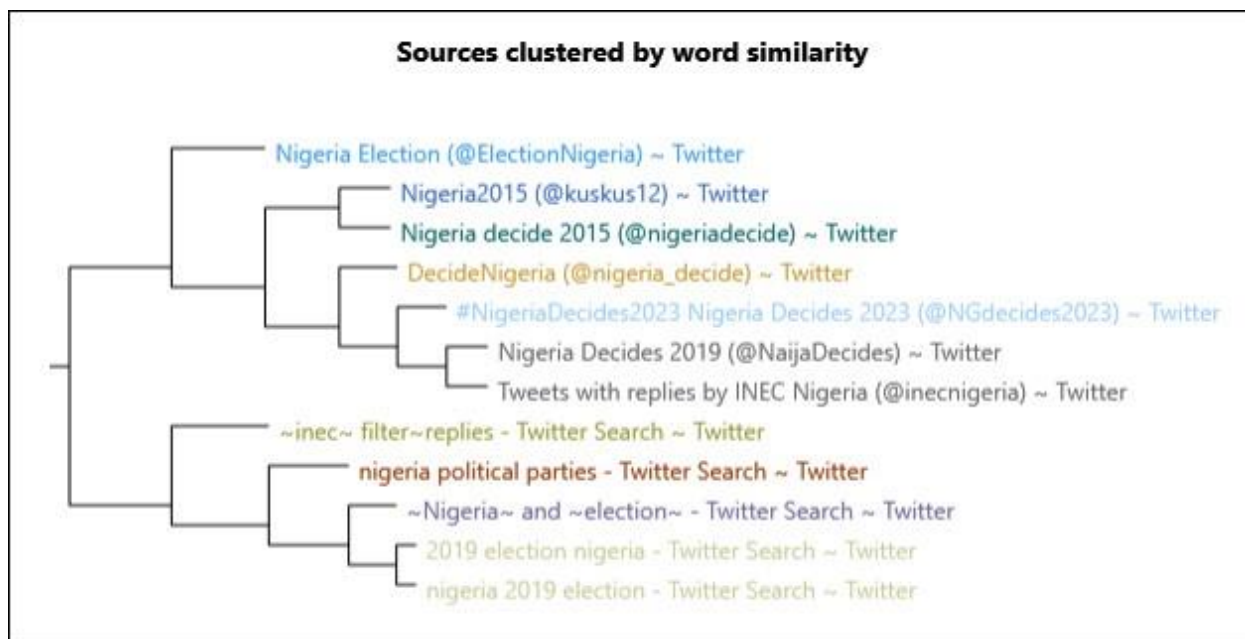 Sources clustered by word similarity
Nigeria Election (@ElectionNigeria) ~ Twitter
Nigeria2015 (@kuskus12) ~ Twitter
Nigeria decide 2015 (@nigeriadecide) ~ Twitter
DecideNigeria (@nigeria_decide) ~ Twitter
#NigeriaDecides2023 Nigeria Decides 2023 (@NGdecides2023) ~ Twitter
Nigeria Decides 2019 (@NaijaDecides) ~ Twitter
Tweets with replies by INEC Nigeria (@inecnigeria) ~ Twitter
~inec~ filter~replies - Twitter Search ~ Twitter
nigeria political parties - Twitter Search ~ Twitter
~Nigeria~ and ~election~ - Twitter Search ~ Twitter
2019 election nigeria - Twitter Search ~ Twitter
nigeria 2019 election - Twitter Search ~ Twitter